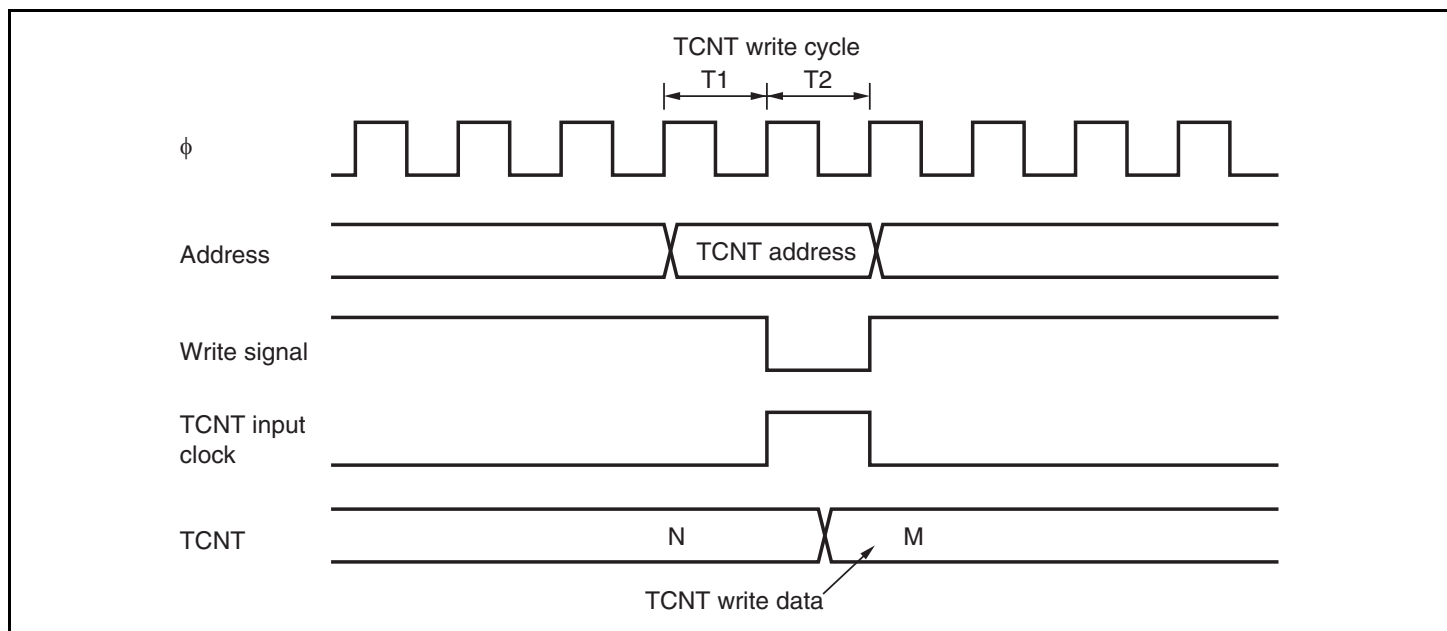 TCNT write cycle
T1 T2
ϕ
Address
TCNT address
Write signal
TCNT input
clock
TCNT
N M
TCNT write data